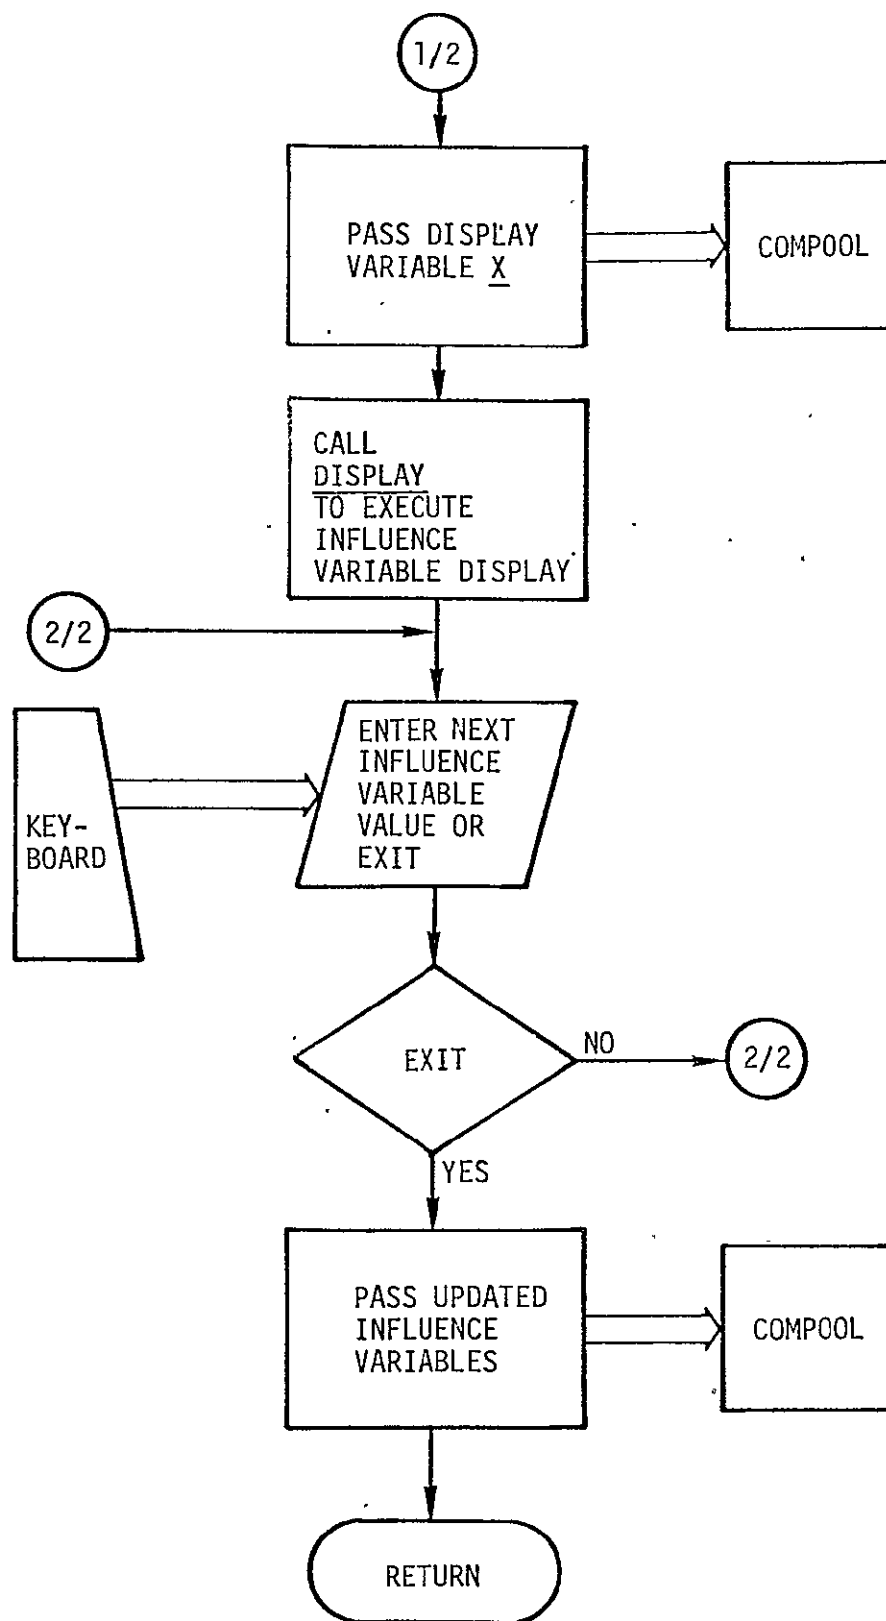 1/2
PASS DISPLAY
VARIABLE X
COMPOOL
CALL
DISPLAY
TO EXECUTE
INFLUENCE
VARIABLE DISPLAY
2/2
ENTER NEXT
INFLUENCE
VARIABLE
VALUE OR
EXIT
KEY-
BOARD
EXIT
NO
2/2
YES
PASS UPDATED
INFLUENCE
VARIABLES
COMPOOL
RETURN